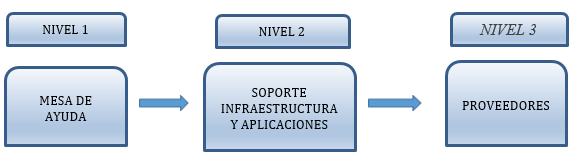 NIVEL 1
NIVEL 2
NIVEL 3
MESA DE
AYUDA
SOPORTE
INFRAESTRUCTURA
Y APLICACIONES
PROVEEDORES